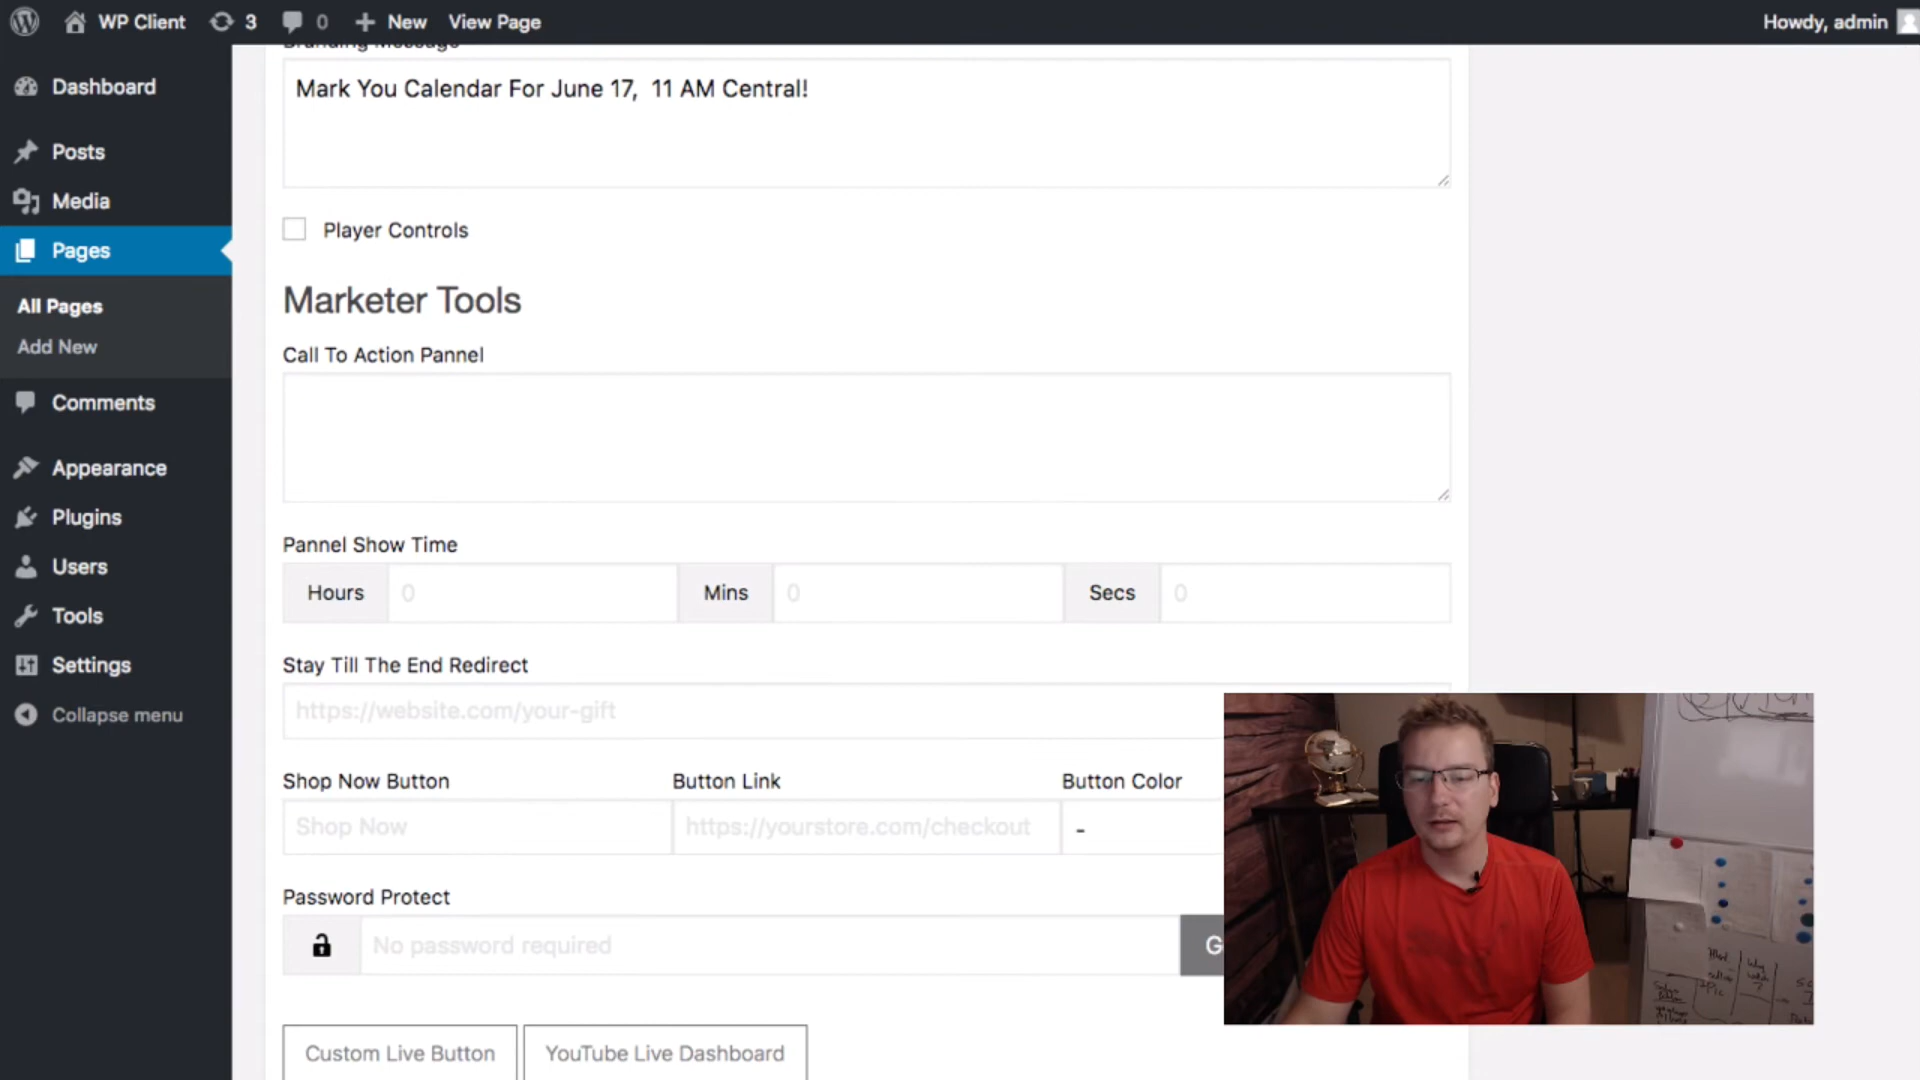 WP Client 3 0 New View Page Howdy, admin
Dashboard
Posts
Media
Pages
All Pages
Add New
Comments
Appearance
Plugins
Users
Tools
Settings
Collapse menu
Branding Message
Mark You Calendar For June 17, 11 AM Central!
Player Controls
Marketer Tools
Call To Action Pannel
Pannel Show Time
Hours 0 Mins 0 Secs 0
Stay Till The End Redirect
https://website.com/your-gift
Shop Now Button Button Link Button Color
Shop Now https://yourstore.com/checkout -
Password Protect
No password required G
Custom Live Button YouTube Live Dashboard